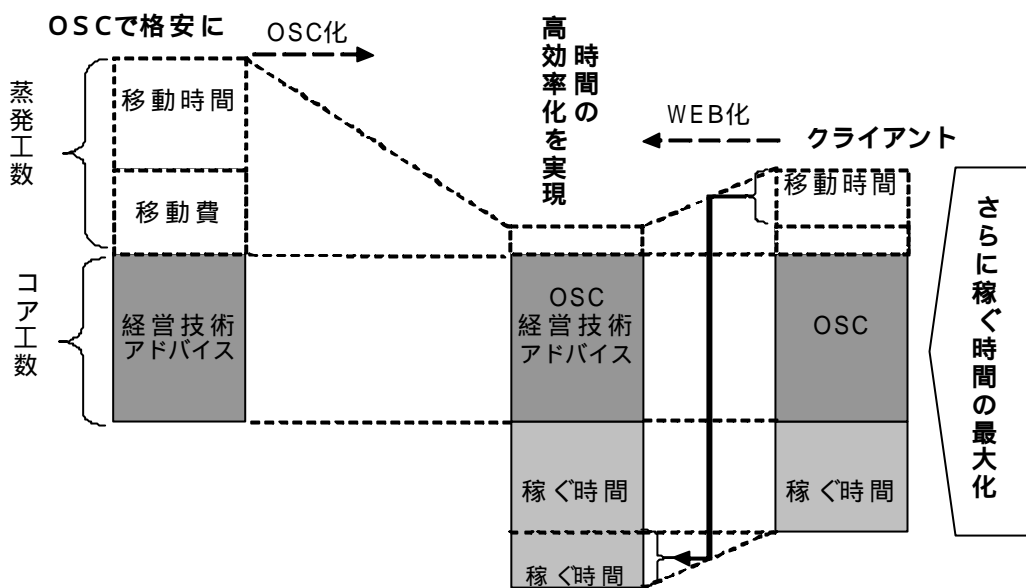 OSCで格安に
OSC化
蒸発工数
移動時間
移動費
コア工数
経営技術
アドバイス
時間の
高効率化を実現
OSC
経営技術
アドバイス
稼ぐ時間
稼ぐ時間
WEB化
クライアント
移動時間
OSC
稼ぐ時間
さらに稼ぐ時間の最大化